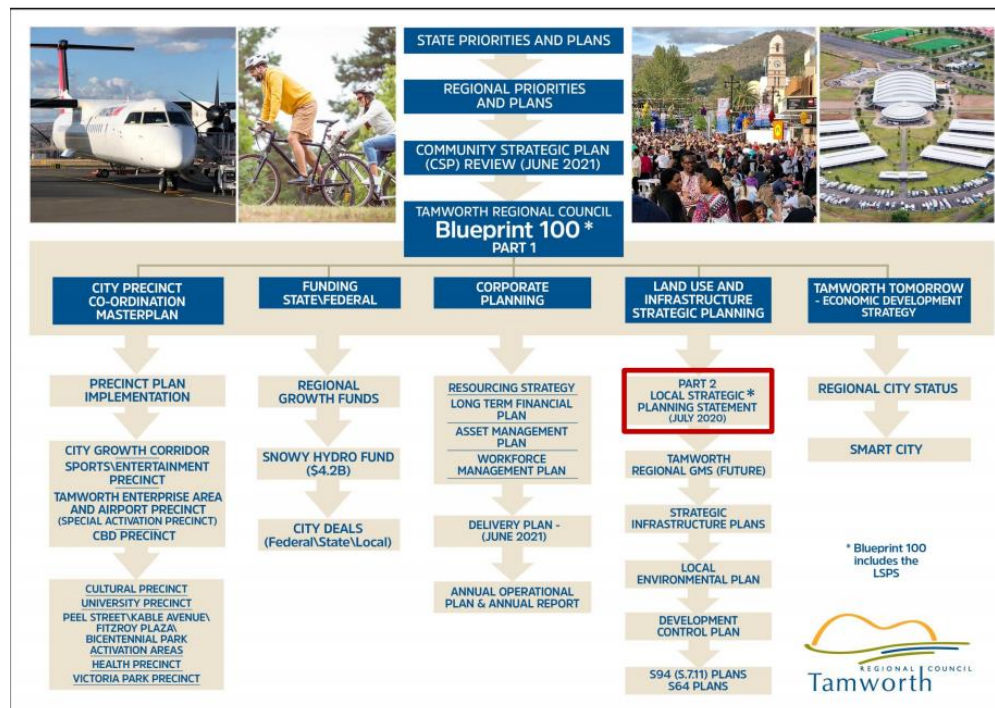 STATE PRIORITIES AND PLANS
REGIONAL PRIORITIES
AND PLANS
COMMUNITY STRATEGIC PLAN
(CSP) REVIEW (JUNE 2021)
TAMWORTH REGIONAL COUNCIL
Blueprint 100*
PART 1
CITY PRECINCT
CO-ORDINATION
MASTERPLAN
PRECINCT PLAN
IMPLEMENTATION
CITY GROWTH CORRIDOR
SPORTS\ENTERTAINMENT
PRECINCT
TAMWORTH ENTERPRISE AREA
AND AIRPORT PRECINCT
(SPECIAL ACTIVATION PRECINCT)
CBD PRECINCT
CULTURAL PRECINCT
UNIVERSITY PRECINCT
PEEL STREET\KABLE AVENUE\
FITZROY PLAZA\
BICENTENNIAL PARK
ACTIVATION AREAS
HEALTH PRECINCT
VICTORIA PARK PRECINCT
FUNDING
STATE\FEDERAL
REGIONAL
GROWTH FUNDS
SNOWY HYDRO FUND
($4.2B)
CITY DEALS
(Federal\State\Local)
CORPORATE
PLANNING
RESOURCING STRATEGY
LONG TERM FINANCIAL
PLAN
ASSET MANAGEMENT
PLAN
WORKFORCE
MANAGEMENT PLAN
DELIVERY PLAN -
(JUNE 2021)
ANNUAL OPERATIONAL
PLAN & ANNUAL REPORT
LAND USE AND
INFRASTRUCTURE
STRATEGIC PLANNING
PART 2
LOCAL STRATEGIC *
PLANNING STATEMENT
(JULY 2020)
TAMWORTH
REGIONAL GMS (FUTURE)
STRATEGIC
INFRASTRUCTURE PLANS
LOCAL
ENVIRONMENTAL PLAN
DEVELOPMENT
CONTROL PLAN
S94 (S.7.11) PLANS
S64 PLANS
TAMWORTH TOMORROW
- ECONOMIC DEVELOPMENT
STRATEGY
REGIONAL CITY STATUS
SMART CITY
* Blueprint 100
includes the
LSPS
REGIONAL COUNCIL
Tamworth